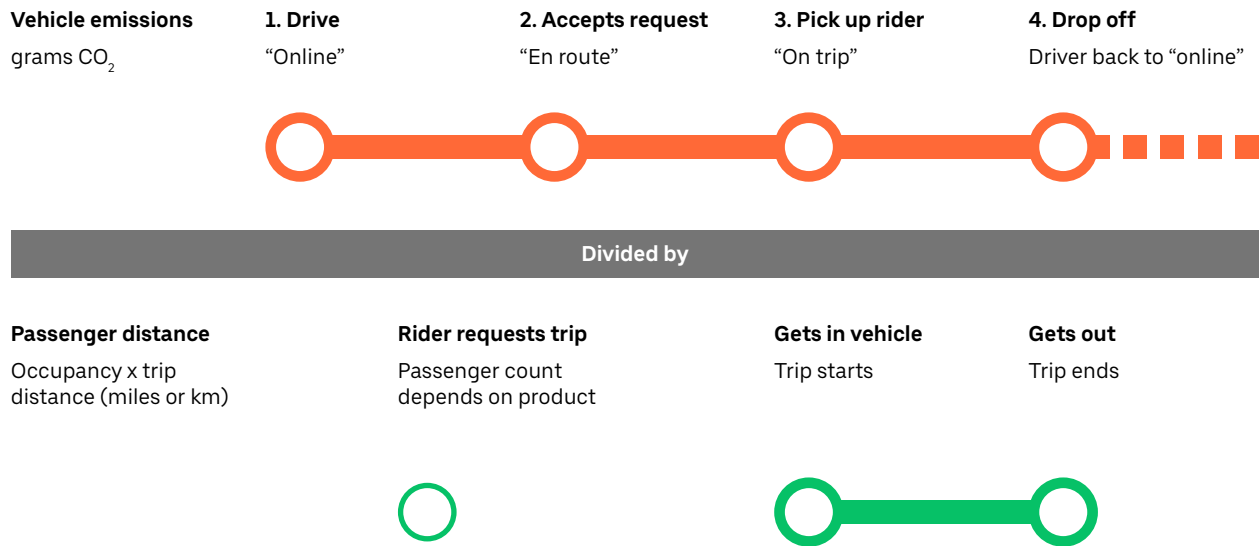 Vehicle emissions
grams CO₂
1. Drive
“Online”
2. Accepts request
“En route”
3. Pick up rider
“On trip”
4. Drop off
Driver back to “online”
Divided by
Passenger distance
Occupancy x trip
distance (miles or km)
Rider requests trip
Passenger count
depends on product
Gets in vehicle
Trip starts
Gets out
Trip ends